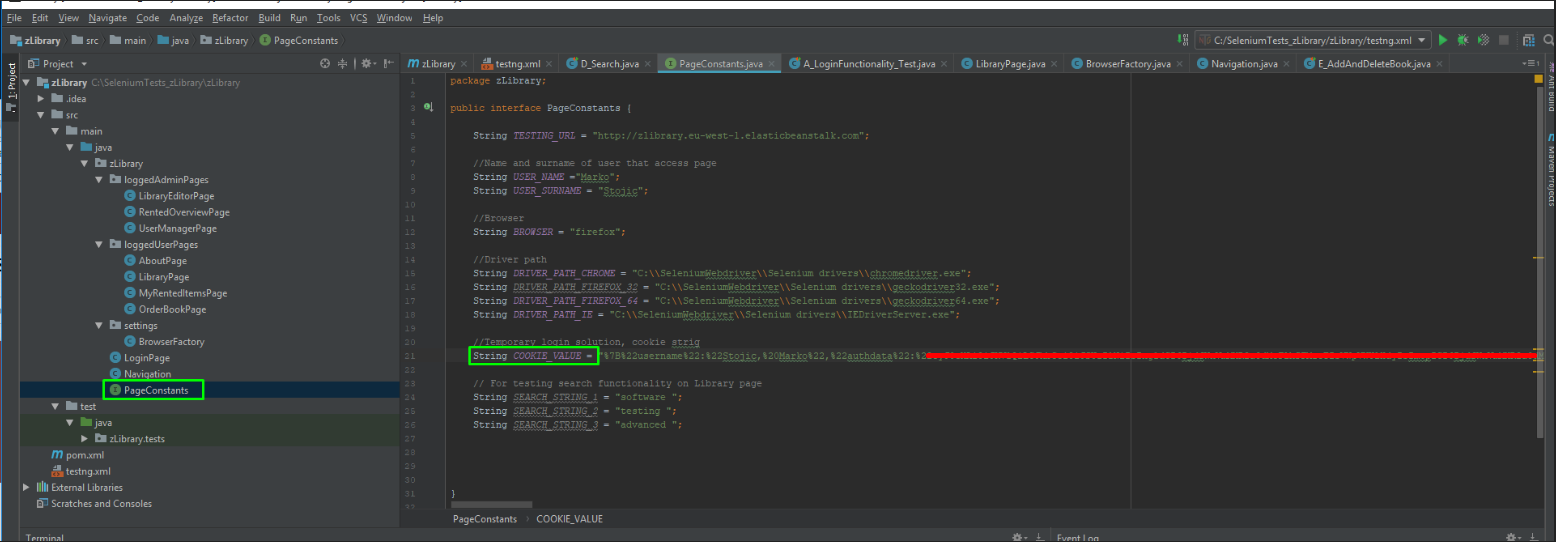 File Edit View Navigate Code Analyze Refactor Build Run Tools VCS Window Help
zLibrary src main java zLibrary PageConstants C:/SeleniumTests_zLibrary/zLibrary/testng.xml
1: Project
Project
zLibrary C:\SeleniumTests_zLibrary\zLibrary
.idea
src
main
java
zLibrary
loggedAdminPages
LibraryEditorPage
RentedOverviewPage
UserManagerPage
loggedUserPages
AboutPage
LibraryPage
MyRentedItemsPage
OrderBookPage
settings
BrowserFactory
LoginPage
Navigation
PageConstants
test
java
zLibrary.tests
pom.xml
testng.xml
External Libraries
Scratches and Consoles
zLibrary testng.xml D_Search.java PageConstants.java A_LoginFunctionality_Test.java LibraryPage.java BrowserFactory.java Navigation.java E_AddAndDeleteBook.java
1 package zLibrary;
2
3 public interface PageConstants {
4
5 String TESTING_URL = "http://zlibrary.eu-west-1.elasticbeanstalk.com";
6
7 //Name and surname of user that access page
8 String USER_NAME ="Marko";
9 String USER_SURNAME = "Stojic";
10
11 //Browser
12 String BROWSER = "firefox";
13
14 //Driver path
15 String DRIVER_PATH_CHROME = "C:\\SeleniumWebdriver\\Selenium drivers\\chromedriver.exe";
16 String DRIVER_PATH_FIREFOX_32 = "C:\\SeleniumWebdriver\\Selenium drivers\\geckodriver32.exe";
17 String DRIVER_PATH_FIREFOX_64 = "C:\\SeleniumWebdriver\\Selenium drivers\\geckodriver64.exe";
18 String DRIVER_PATH_IE = "C:\\SeleniumWebdriver\\Selenium drivers\\IEDriverServer.exe";
19
20 //Temporary login solution, cookie strig
21 String COOKIE_VALUE = "%7B%22username%22:%22Stojic,%20Marko%22,%22authdata%22:%2
22
23 // For testing search functionality on Library page
24 String SEARCH_STRING_1 = "software ";
25 String SEARCH_STRING_2 = "testing ";
26 String SEARCH_STRING_3 = "advanced ";
27
28
29
30
31 }
PageConstants COOKIE_VALUE
Ant Build
Maven Projects
Terminal Event Log